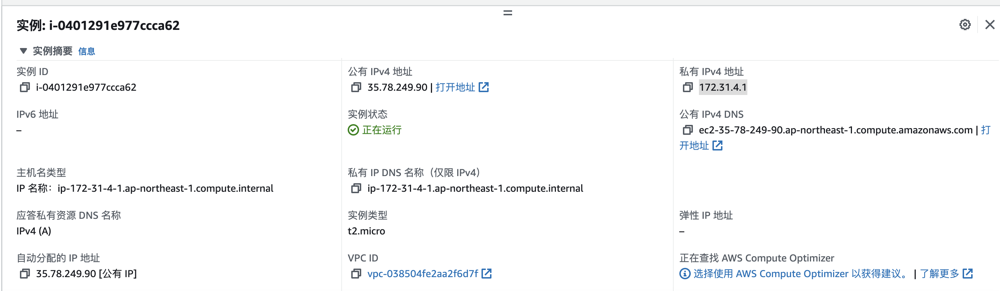 实例: i-0401291e977ccca62
实例摘要 信息
实例 ID
i-0401291e977ccca62
公有 IPv4 地址
35.78.249.90 | 打开地址
私有 IPv4 地址
172.31.4.1
IPv6 地址
–
实例状态
正在运行
公有 IPv4 DNS
ec2-35-78-249-90.ap-northeast-1.compute.amazonaws.com | 打
开地址
主机名类型
IP 名称：ip-172-31-4-1.ap-northeast-1.compute.internal
私有 IP DNS 名称（仅限 IPv4）
ip-172-31-4-1.ap-northeast-1.compute.internal
应答私有资源 DNS 名称
IPv4 (A)
实例类型
t2.micro
弹性 IP 地址
–
自动分配的 IP 地址
35.78.249.90 [公有 IP]
VPC ID
vpc-038504fe2aa2f6d7f
正在查找 AWS Compute Optimizer
选择使用 AWS Compute Optimizer 以获得建议。 | 了解更多